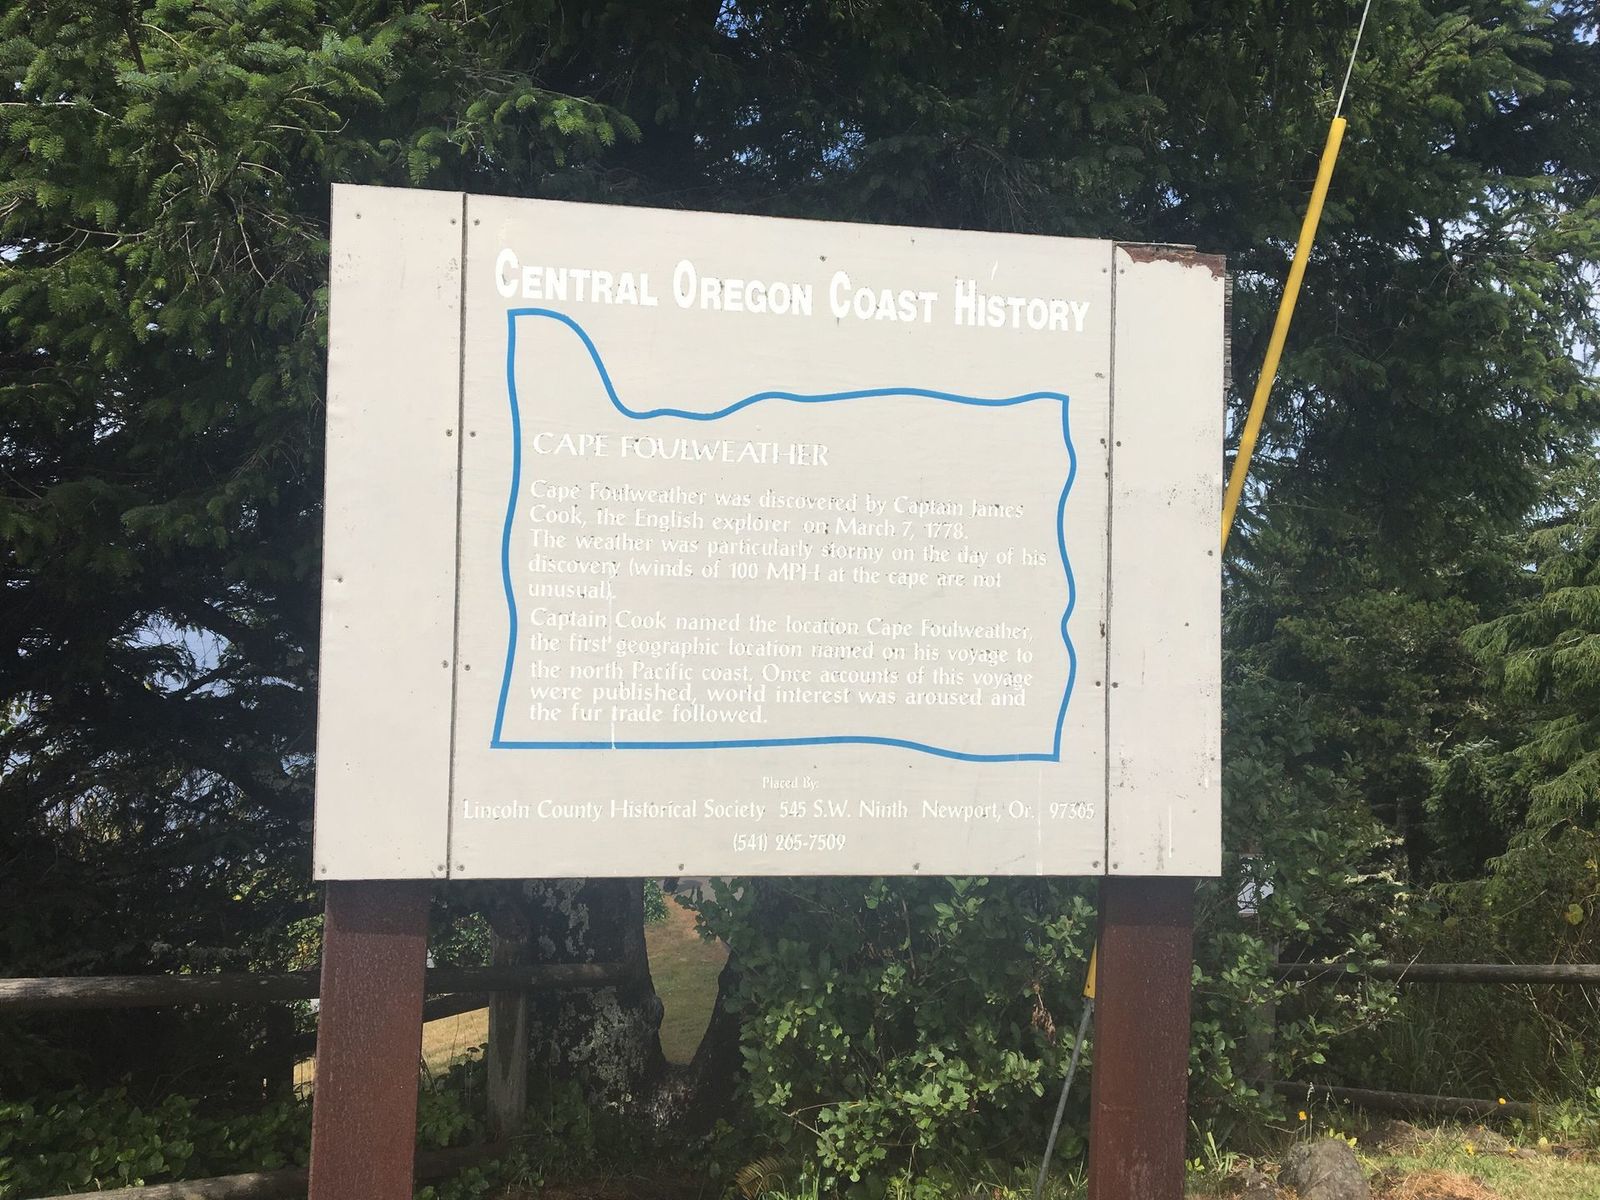 CENTRAL OREGON COAST HISTORY
CAPE FOULWEATHER
Cape Foulweather was discovered by Captain James
Cook, the English explorer on March 7, 1778.
The weather was particularly stormy on the day of his
discovery (winds of 100 MPH at the cape are not
unusual).
Captain Cook named the location Cape Foulweather,
the first geographic location named on his voyage to
the north Pacific coast. Once accounts of this voyage
were published, world interest was aroused and
the fur trade followed.
Placed By:
Lincoln County Historical Society 545 S.W. Ninth Newport, Or. 97365
(541) 265-7509